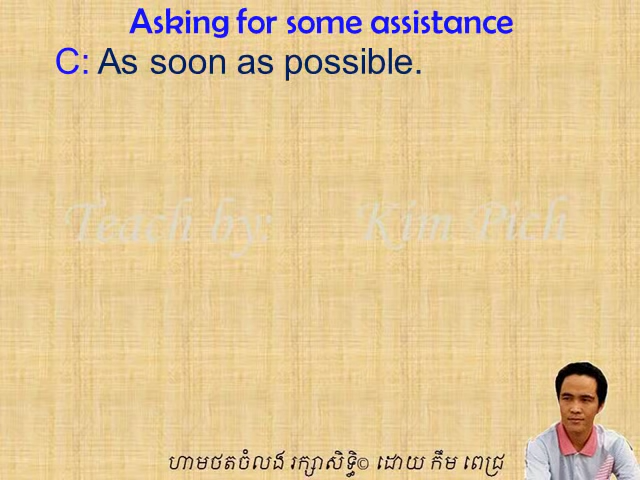 Asking for some assistance
C: As soon as possible.
Teach by: Kim Pich
ហាមថតចំលង រក្សាសិទ្ធិ© ដោយ កឹម ពេជ្រ